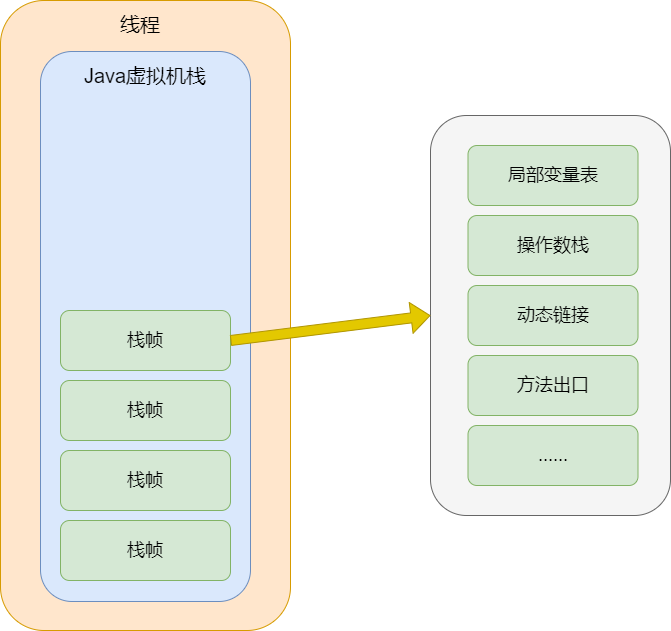 线程
Java虚拟机栈
栈帧
栈帧
栈帧
栈帧
局部变量表
操作数栈
动态链接
方法出口
......